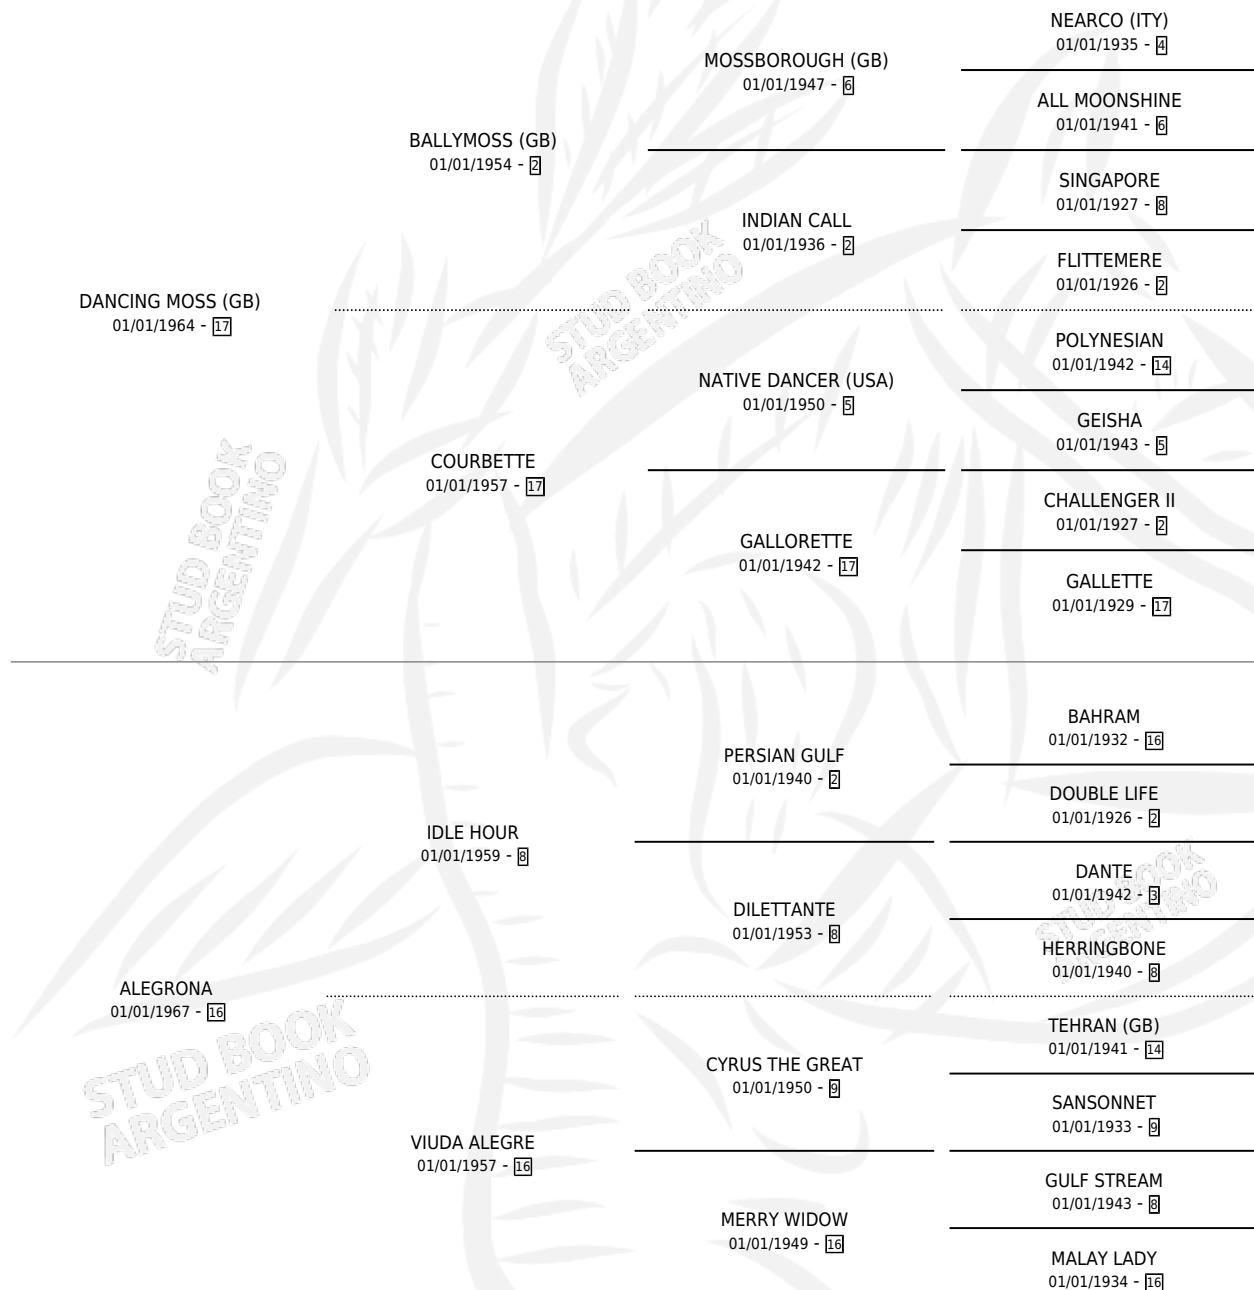 NEARCO (ITY)
01/01/1935 - 4
MOSSBOROUGH (GB)
01/01/1947 - 6
ALL MOONSHINE
01/01/1941 - 6
BALLYMOSS (GB)
01/01/1954 - 2
SINGAPORE
01/01/1927 - 8
INDIAN CALL
01/01/1936 - 2
FLITTEMERE
01/01/1926 - 2
STUD BOOK
ARGENTINO
DANCING MOSS (GB)
01/01/1964 - 17
POLYNESIAN
01/01/1942 - 14
NATIVE DANCER (USA)
01/01/1950 - 5
GEISHA
01/01/1943 - 5
COURBETTE
01/01/1957 - 17
CHALLENGER II
01/01/1927 - 2
GALLORETTE
01/01/1942 - 17
GALLETTE
01/01/1929 - 17
STUD BOOK
ARGENTINO
BAHRAM
01/01/1932 - 16
PERSIAN GULF
01/01/1940 - 2
DOUBLE LIFE
01/01/1926 - 2
IDLE HOUR
01/01/1959 - 8
DANTE
01/01/1942 - 3
DILETTANTE
01/01/1953 - 8
HERRINGBONE
01/01/1940 - 8
STUD BOOK
ARGENTINO
ALEGRONA
01/01/1967 - 16
TEHRAN (GB)
01/01/1941 - 14
CYRUS THE GREAT
01/01/1950 - 9
SANSONNET
01/01/1933 - 9
STUD BOOK
ARGENTINO
VIUDA ALEGRE
01/01/1957 - 16
GULF STREAM
01/01/1943 - 8
MERRY WIDOW
01/01/1949 - 16
MALAY LADY
01/01/1934 - 16